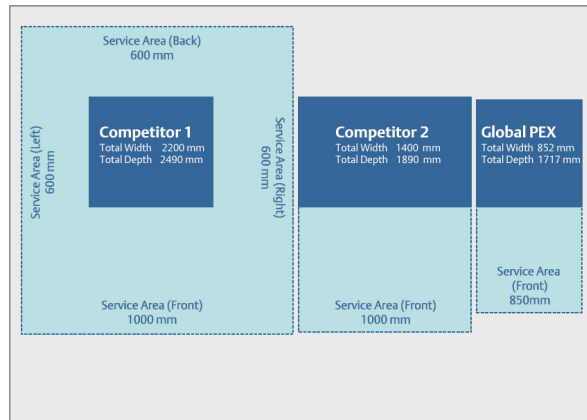 Service Area (Back)
600 mm
Service Area (Left)
600 mm
Competitor 1
Total Width 2200 mm
Total Depth 2490 mm
Service Area (Right)
600 mm
Service Area (Front)
1000 mm
Competitor 2
Total Width 1400 mm
Total Depth 1890 mm
Service Area (Front)
1000 mm
Global PEX
Total Width 852 mm
Total Depth 1717 mm
Service Area
(Front)
850mm